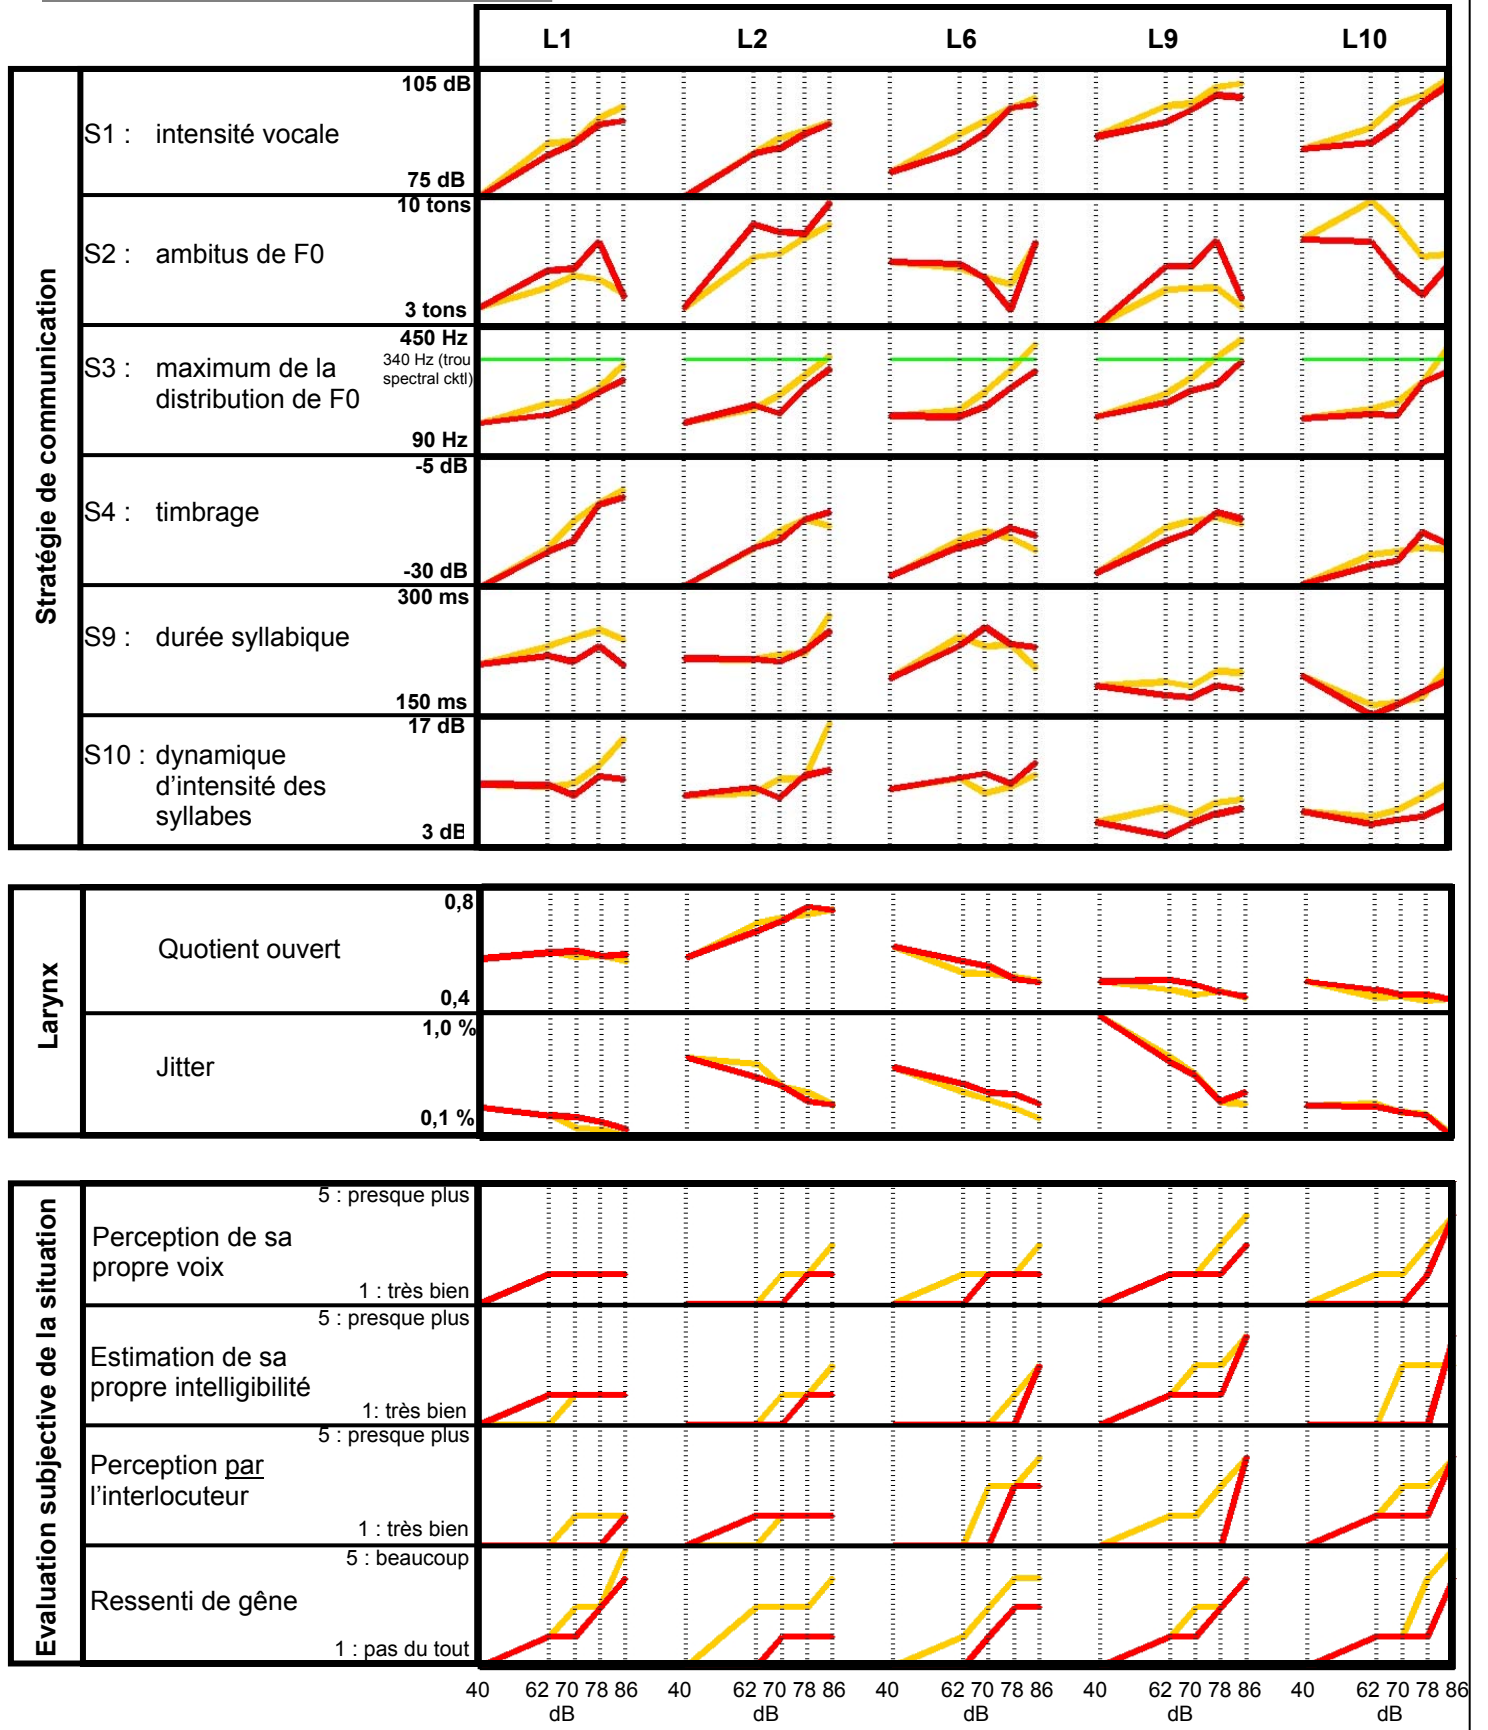 L1 L2 L6 L9 L10
Stratégie de communication
105 dB
S1 : intensité vocale
75 dB
10 tons
S2 : ambitus de F0
3 tons
450 Hz
340 Hz (trou
spectral cktl)
S3 : maximum de la
distribution de F0
90 Hz
-5 dB
S4 : timbrage
-30 dB
300 ms
S9 : durée syllabique
150 ms
17 dB
S10 : dynamique
d'intensité des
syllabes
3 dB
Larynx
0,8
Quotient ouvert
0,4
1,0 %
Jitter
0,1 %
Evaluation subjective de la situation
5 : presque plus
Perception de sa
propre voix
1 : très bien
5 : presque plus
Estimation de sa
propre intelligibilité
1: très bien
5 : presque plus
Perception par
l'interlocuteur
1 : très bien
5 : beaucoup
Ressenti de gêne
1 : pas du tout
40 62 70 78 86 40 62 70 78 86 40 62 70 78 86 40 62 70 78 86 40 62 70 78 86
dB dB dB dB dB